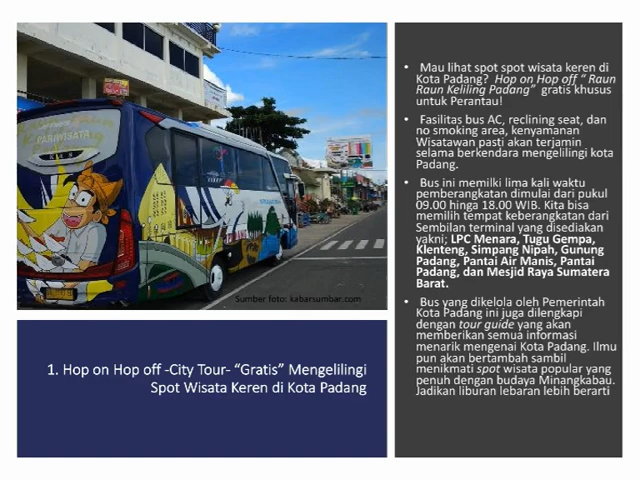 PARIWISATA
Sumber foto: kabarsumbar.com
1. Hop on Hop off -City Tour- “Gratis” Mengelilingi
Spot Wisata Keren di Kota Padang
• Mau lihat spot spot wisata keren di
Kota Padang? Hop on Hop off “ Raun
Raun Keliling Padang” gratis khusus
untuk Perantau!
• Fasilitas bus AC, reclining seat, dan
no smoking area, kenyamanan
Wisatawan pasti akan terjamin
selama berkendara mengelilingi kota
Padang.
• Bus ini memilki lima kali waktu
pemberangkatan dimulai dari pukul
09.00 hinga 18.00 WIB. Kita bisa
memilih tempat keberangkatan dari
Sembilan terminal yang disediakan
yakni; LPC Menara, Tugu Gempa,
Klenteng, Simpang Nipah, Gunung
Padang, Pantai Air Manis, Pantai
Padang, dan Mesjid Raya Sumatera
Barat.
• Bus yang dikelola oleh Pemerintah
Kota Padang ini juga dilengkapi
dengan tour guide yang akan
memberikan semua informasi
menarik mengenai Kota Padang. Ilmu
pun akan bertambah sambil
menikmati spot wisata popular yang
penuh dengan budaya Minangkabau.
Jadikan liburan lebaran lebih berarti